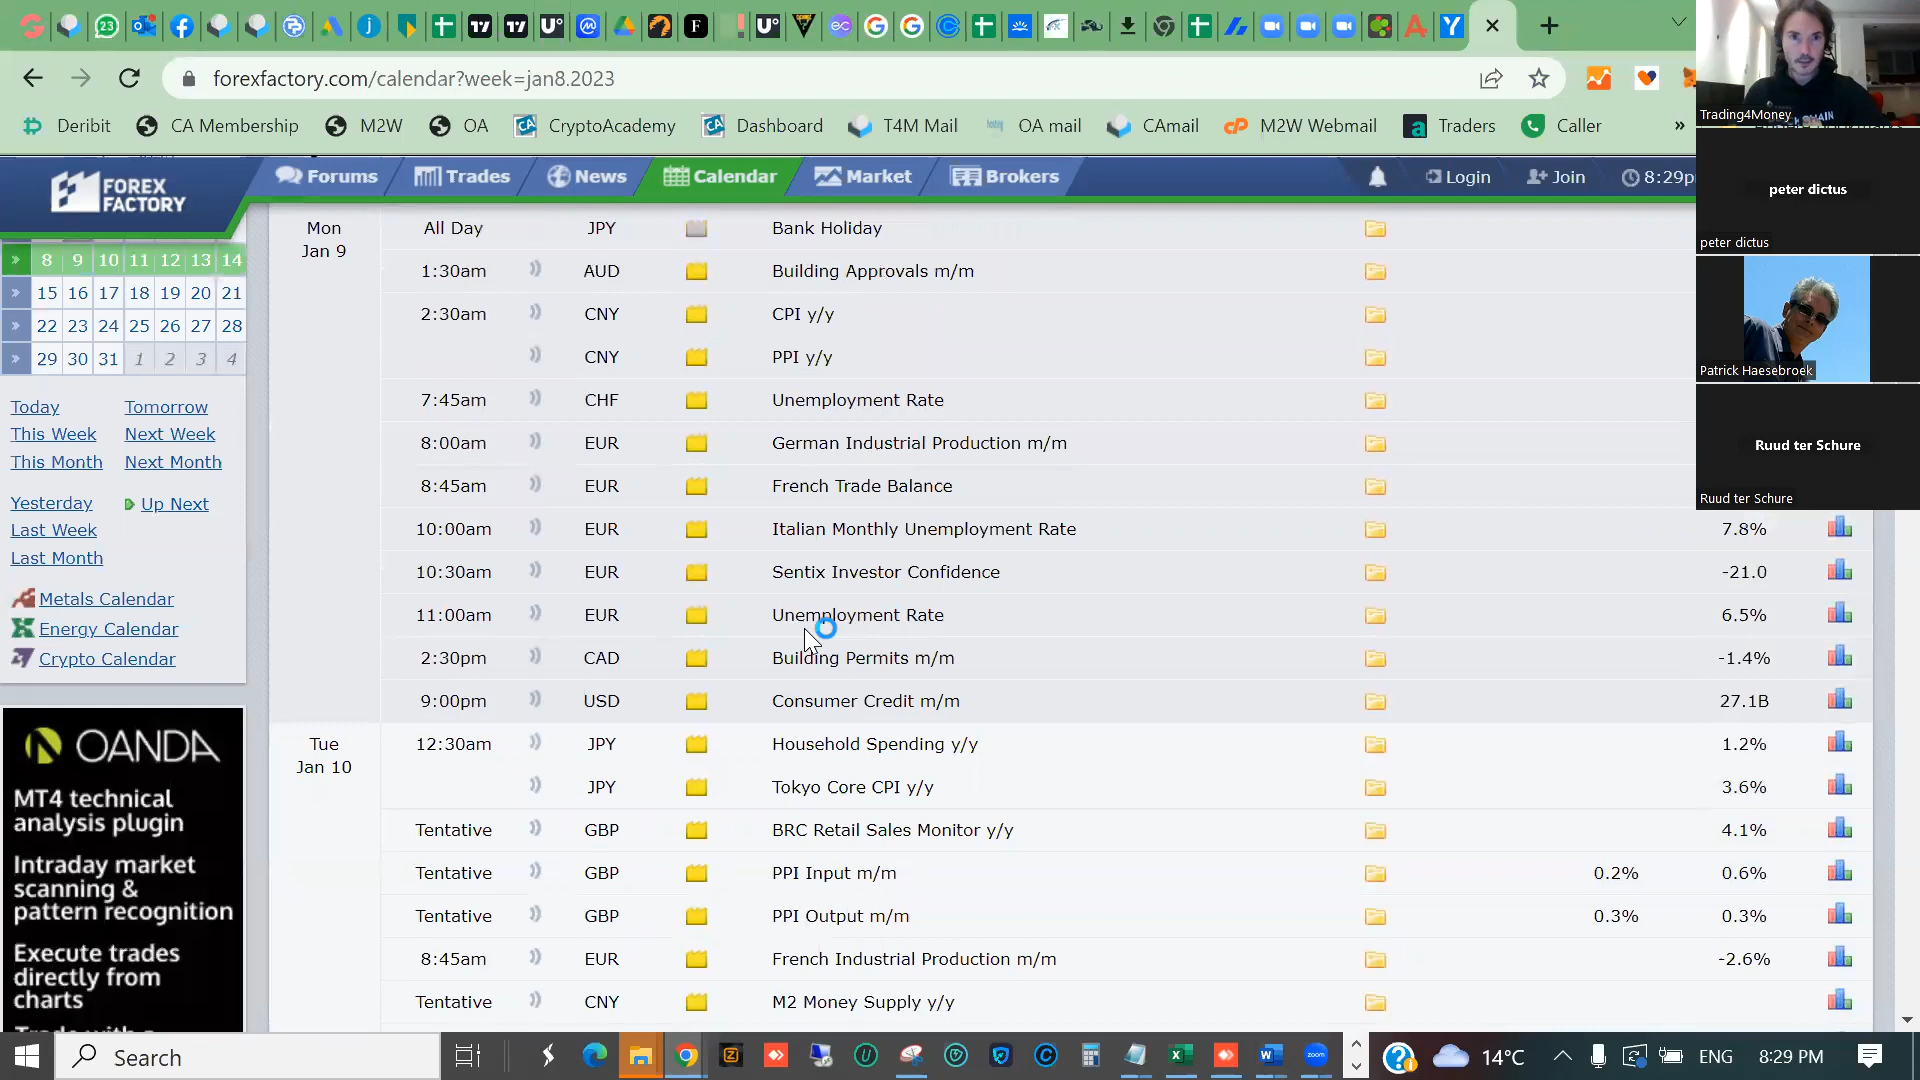 forexfactory.com/calendar?week=jan8.2023
Deribit
CA Membership
M2W
OA
CryptoAcademy
Dashboard
T4M Mail
OA mail
CAmail
M2W Webmail
Traders
Caller
»
Trading4Money
FOREX
FACTORY
Forums
Trades
News
Calendar
Market
Brokers
Login
Join
8:29p
peter dictus
peter dictus
Patrick Haesebroek
Ruud ter Schure
Ruud ter Schure
» 8 9 10 11 12 13 14
» 15 16 17 18 19 20 21
» 22 23 24 25 26 27 28
» 29 30 31 1 2 3 4
Today Tomorrow
This Week Next Week
This Month Next Month
Yesterday Up Next
Last Week
Last Month
Metals Calendar
Energy Calendar
Crypto Calendar
OANDA
MT4 technical
analysis plugin
Intraday market
scanning &
pattern recognition
Execute trades
directly from
charts
Mon
Jan 9
All Day JPY Bank Holiday
1:30am AUD Building Approvals m/m
2:30am CNY CPI y/y
CNY PPI y/y
7:45am CHF Unemployment Rate
8:00am EUR German Industrial Production m/m
8:45am EUR French Trade Balance
10:00am EUR Italian Monthly Unemployment Rate 7.8%
10:30am EUR Sentix Investor Confidence -21.0
11:00am EUR Unemployment Rate 6.5%
2:30pm CAD Building Permits m/m -1.4%
9:00pm USD Consumer Credit m/m 27.1B
Tue
Jan 10
12:30am JPY Household Spending y/y 1.2%
JPY Tokyo Core CPI y/y 3.6%
Tentative GBP BRC Retail Sales Monitor y/y 4.1%
Tentative GBP PPI Input m/m 0.2% 0.6%
Tentative GBP PPI Output m/m 0.3% 0.3%
8:45am EUR French Industrial Production m/m -2.6%
Tentative CNY M2 Money Supply y/y
Search
14°C
ENG
8:29 PM